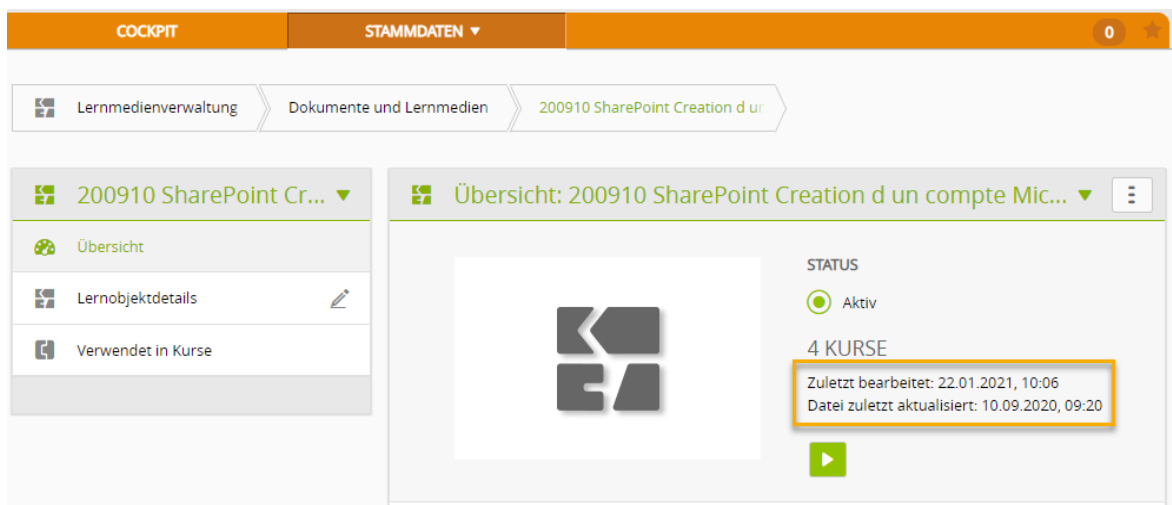 COCKPIT
STAMMDATEN ▼
0
Lernmedienverwaltung
Dokumente und Lernmedien
200910 SharePoint Creation d ur
200910 SharePoint Cr... ▼
Übersicht
Lernobjektdetails
Verwendet in Kurse
Übersicht: 200910 SharePoint Creation d un compte Mic... ▼
STATUS
Aktiv
4 KURSE
Zuletzt bearbeitet: 22.01.2021, 10:06
Datei zuletzt aktualisiert: 10.09.2020, 09:20